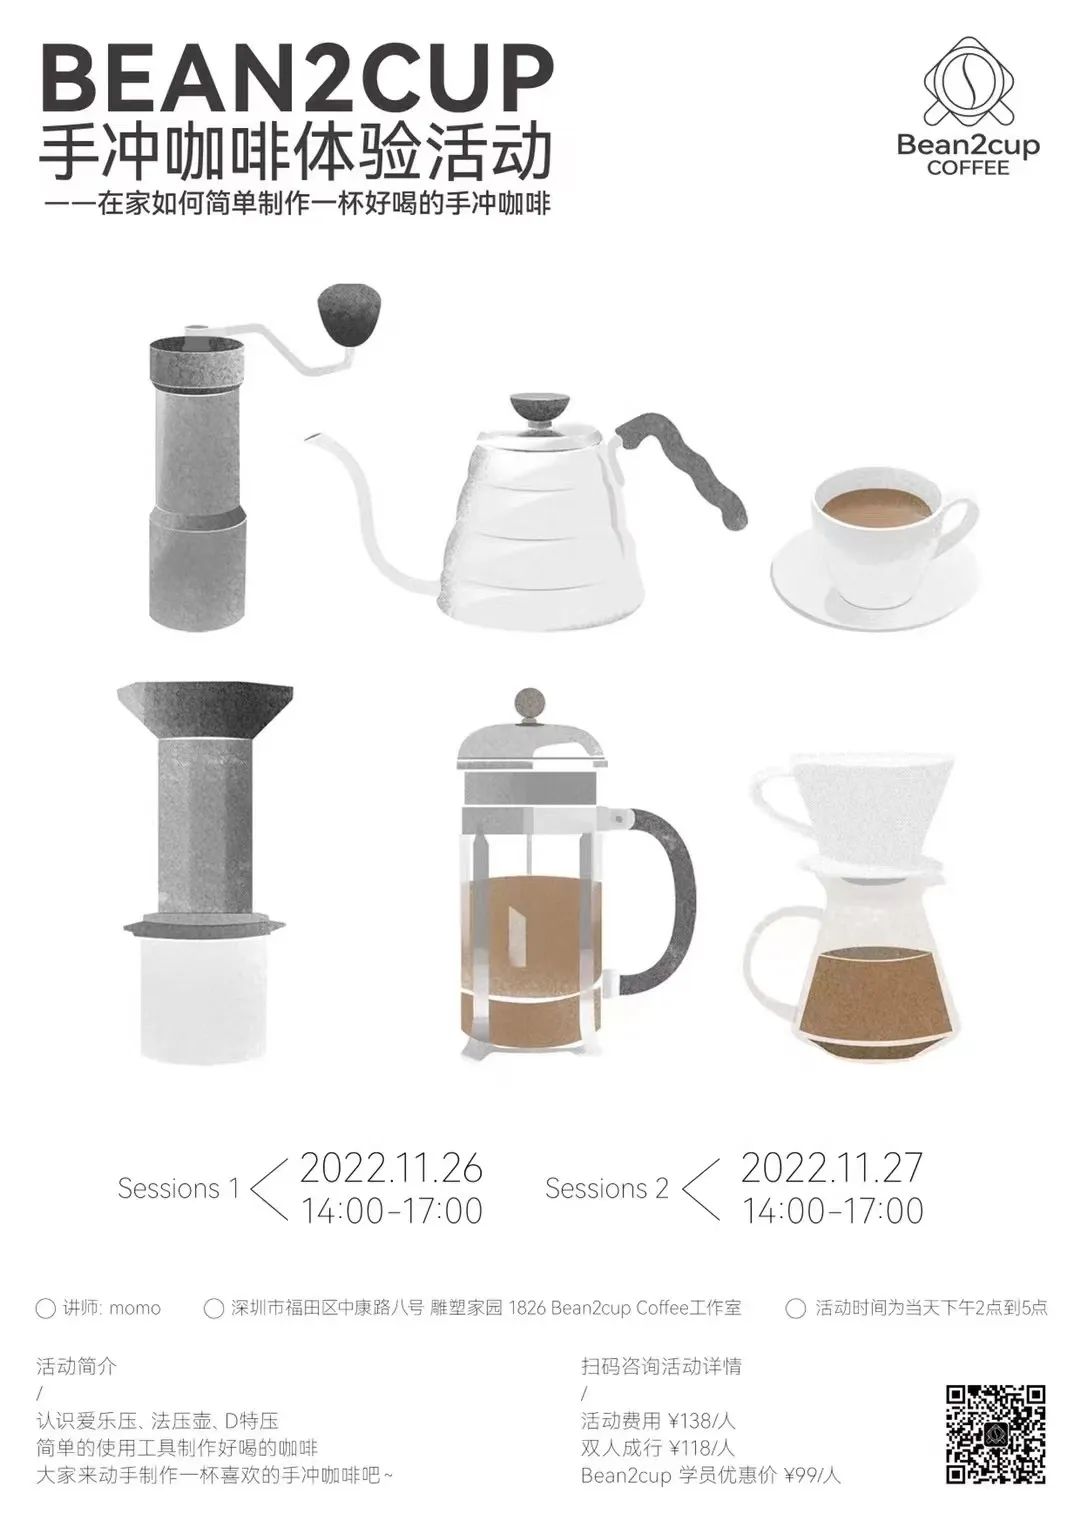 BEAN2CUP
手冲咖啡体验活动
——在家如何简单制作一杯好喝的手冲咖啡
Bean2cup
COFFEE
Sessions 1
2022.11.26
14:00-17:00
Sessions 2
2022.11.27
14:00-17:00
讲师: momo
深圳市福田区中康路八号 雕塑家园 1826 Bean2cup Coffee工作室
活动时间为当天下午2点到5点
活动简介
/
认识爱乐压、法压壶、D特压
简单的使用工具制作好喝的咖啡
大家来动手制作一杯喜欢的手冲咖啡吧~
扫码咨询活动详情
/
活动费用 ¥138/人
双人成行 ¥118/人
Bean2cup 学员优惠价 ¥99/人